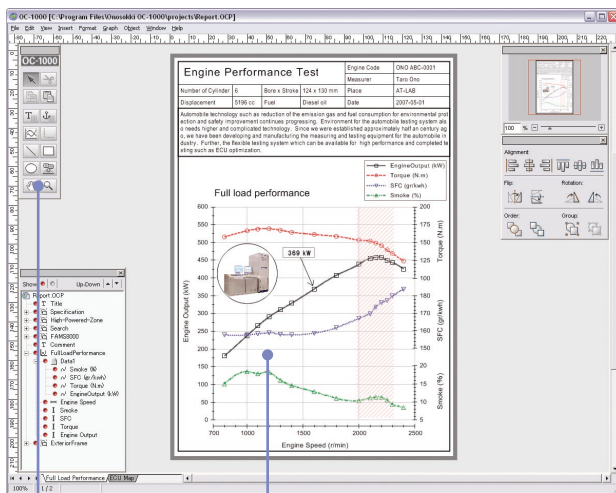 OC-1000 [C:\Program Files\Onosokki OC-1000\projects\Report.OCP]
File Edit View Insert Format Graph Object Window Help
OC-1000
Engine Performance Test
Engine Code ONO ABC-0001
Measurer Taro Ono
Number of Cylinder 6 Bore x Stroke 124 x 130 mm Place AT-LAB
Displacement 5196 cc Fuel Diesel oil Date 2007-05-01
Automobile technology such as reduction of the emission gas and fuel consumption for environmental prot
ection and safety improvement continues progressing. Environment for the automobile testing system als
o needs higher and complicated technology. Since we were established approximately half an century ag
o, we have been developing and manufacturing the measuring and testing equipment for the automobile in
dustry. Further, the flexible testing system which can be available for high performance and completed te
sting such as ECU optimization.
EngineOutput (kW)
Torque (N.m)
SFC (gr/kwh)
Smoke (%)
Full load performance
600
550
500
450
400
350
300
250
200
150
100
50
0
Engine Output (kW)
369 kW
200
175
150
125
100
Torque (N.m)
180
170
160
150
SFC (gr/kWh)
20
15
10
5
Smoke (%)
700 1000 1500 2000 2500
Engine Speed (r/min)
100 %
Alignment:
Flip: Rotation:
Order: Group:
Show Up-Down
Report.OCP
T Title
Specification
High-Powered-Zone
Search
FAMS8000
T Comment
FullLoadPerformance
Data1
Smoke (%)
SFC (gr/kwh)
Torque (N.m)
EngineOutput (kW)
Engine Speed
Smoke
SFC
Torque
Engine Output
ExteriorFrame
Full Load Performance ECU Map
100% 1 / 2